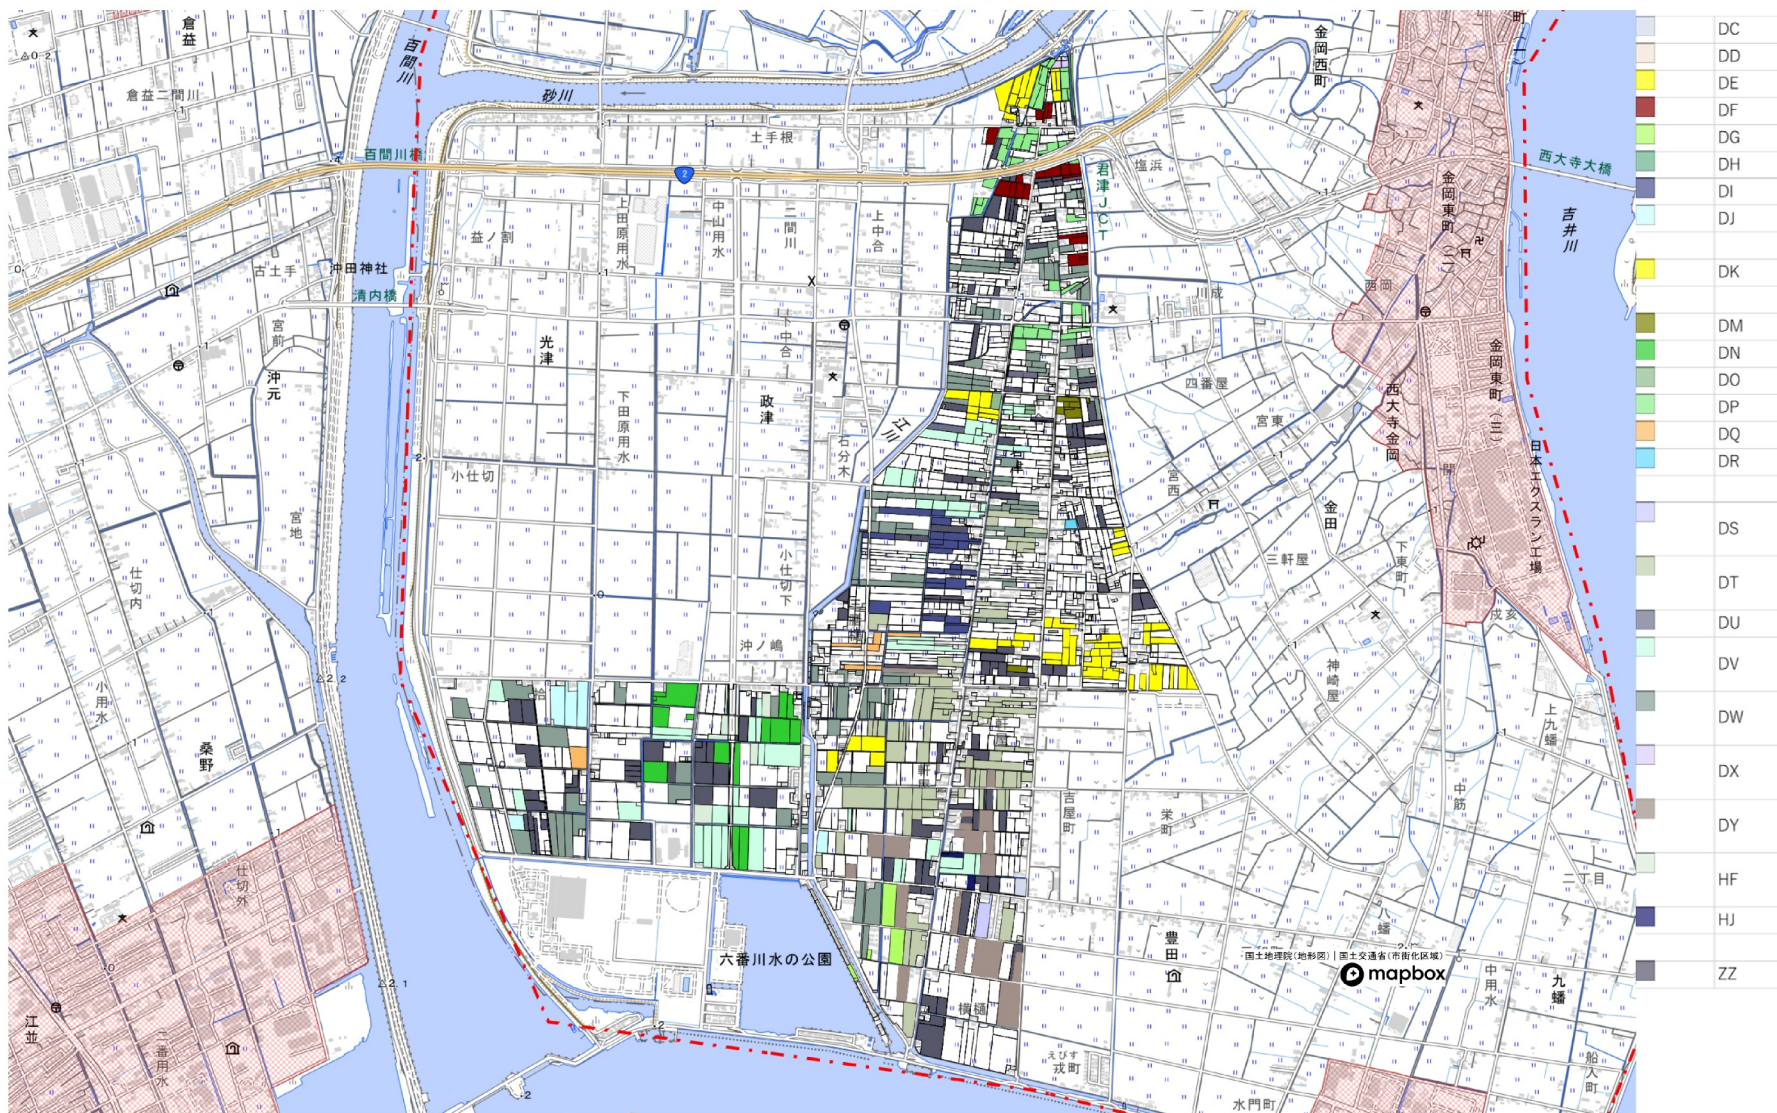 倉益
0-2
倉益二間川
百間川
砂川
土手根
百間川橋
2
君津JCT
塩浜
金岡西町
町
金岡東町(二)
西大寺大橋
吉井川
上田原用水
中山用水
二間川
上中合
益ノ割
沖田神社
古土手
清内橋
宮前
沖元
光津
下中合
政津
下田原用水
石分木
江川
川成
西岡
四番屋
宮東
西大寺金岡
金岡東町(三)
日本エクスラン工場
小仕切
宮地
仕切内
小仕切下
沖ノ嶋
宮西
金田
三軒屋
下東町
開
戌亥
神崎屋
上九蟠
小用水
桑野
拾
吉屋町
栄町
中筋
二丁目
八蟠
仕切外
江並
二番用水
六番川水の公園
豊田
横樋
えびす
戎町
水門町
中用水
九蟠
船入町
国土地理院(地形図) | 国土交通省(市街化区域)
mapbox
DC
DD
DE
DF
DG
DH
DI
DJ
DK
DM
DN
DO
DP
DQ
DR
DS
DT
DU
DV
DW
DX
DY
HF
HJ
ZZ